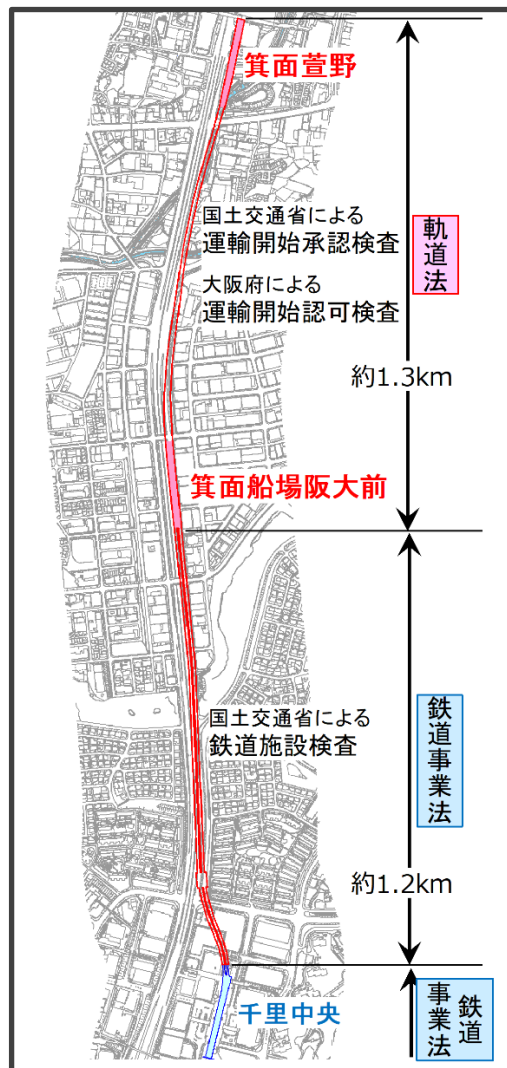 箕面萱野
国土交通省による
運輸開始承認検査
大阪府による
運輸開始認可検査
軌道法
約1.3km
箕面船場阪大前
国土交通省による
鉄道施設検査
鉄道事業法
約1.2km
千里中央
鉄道
事業法